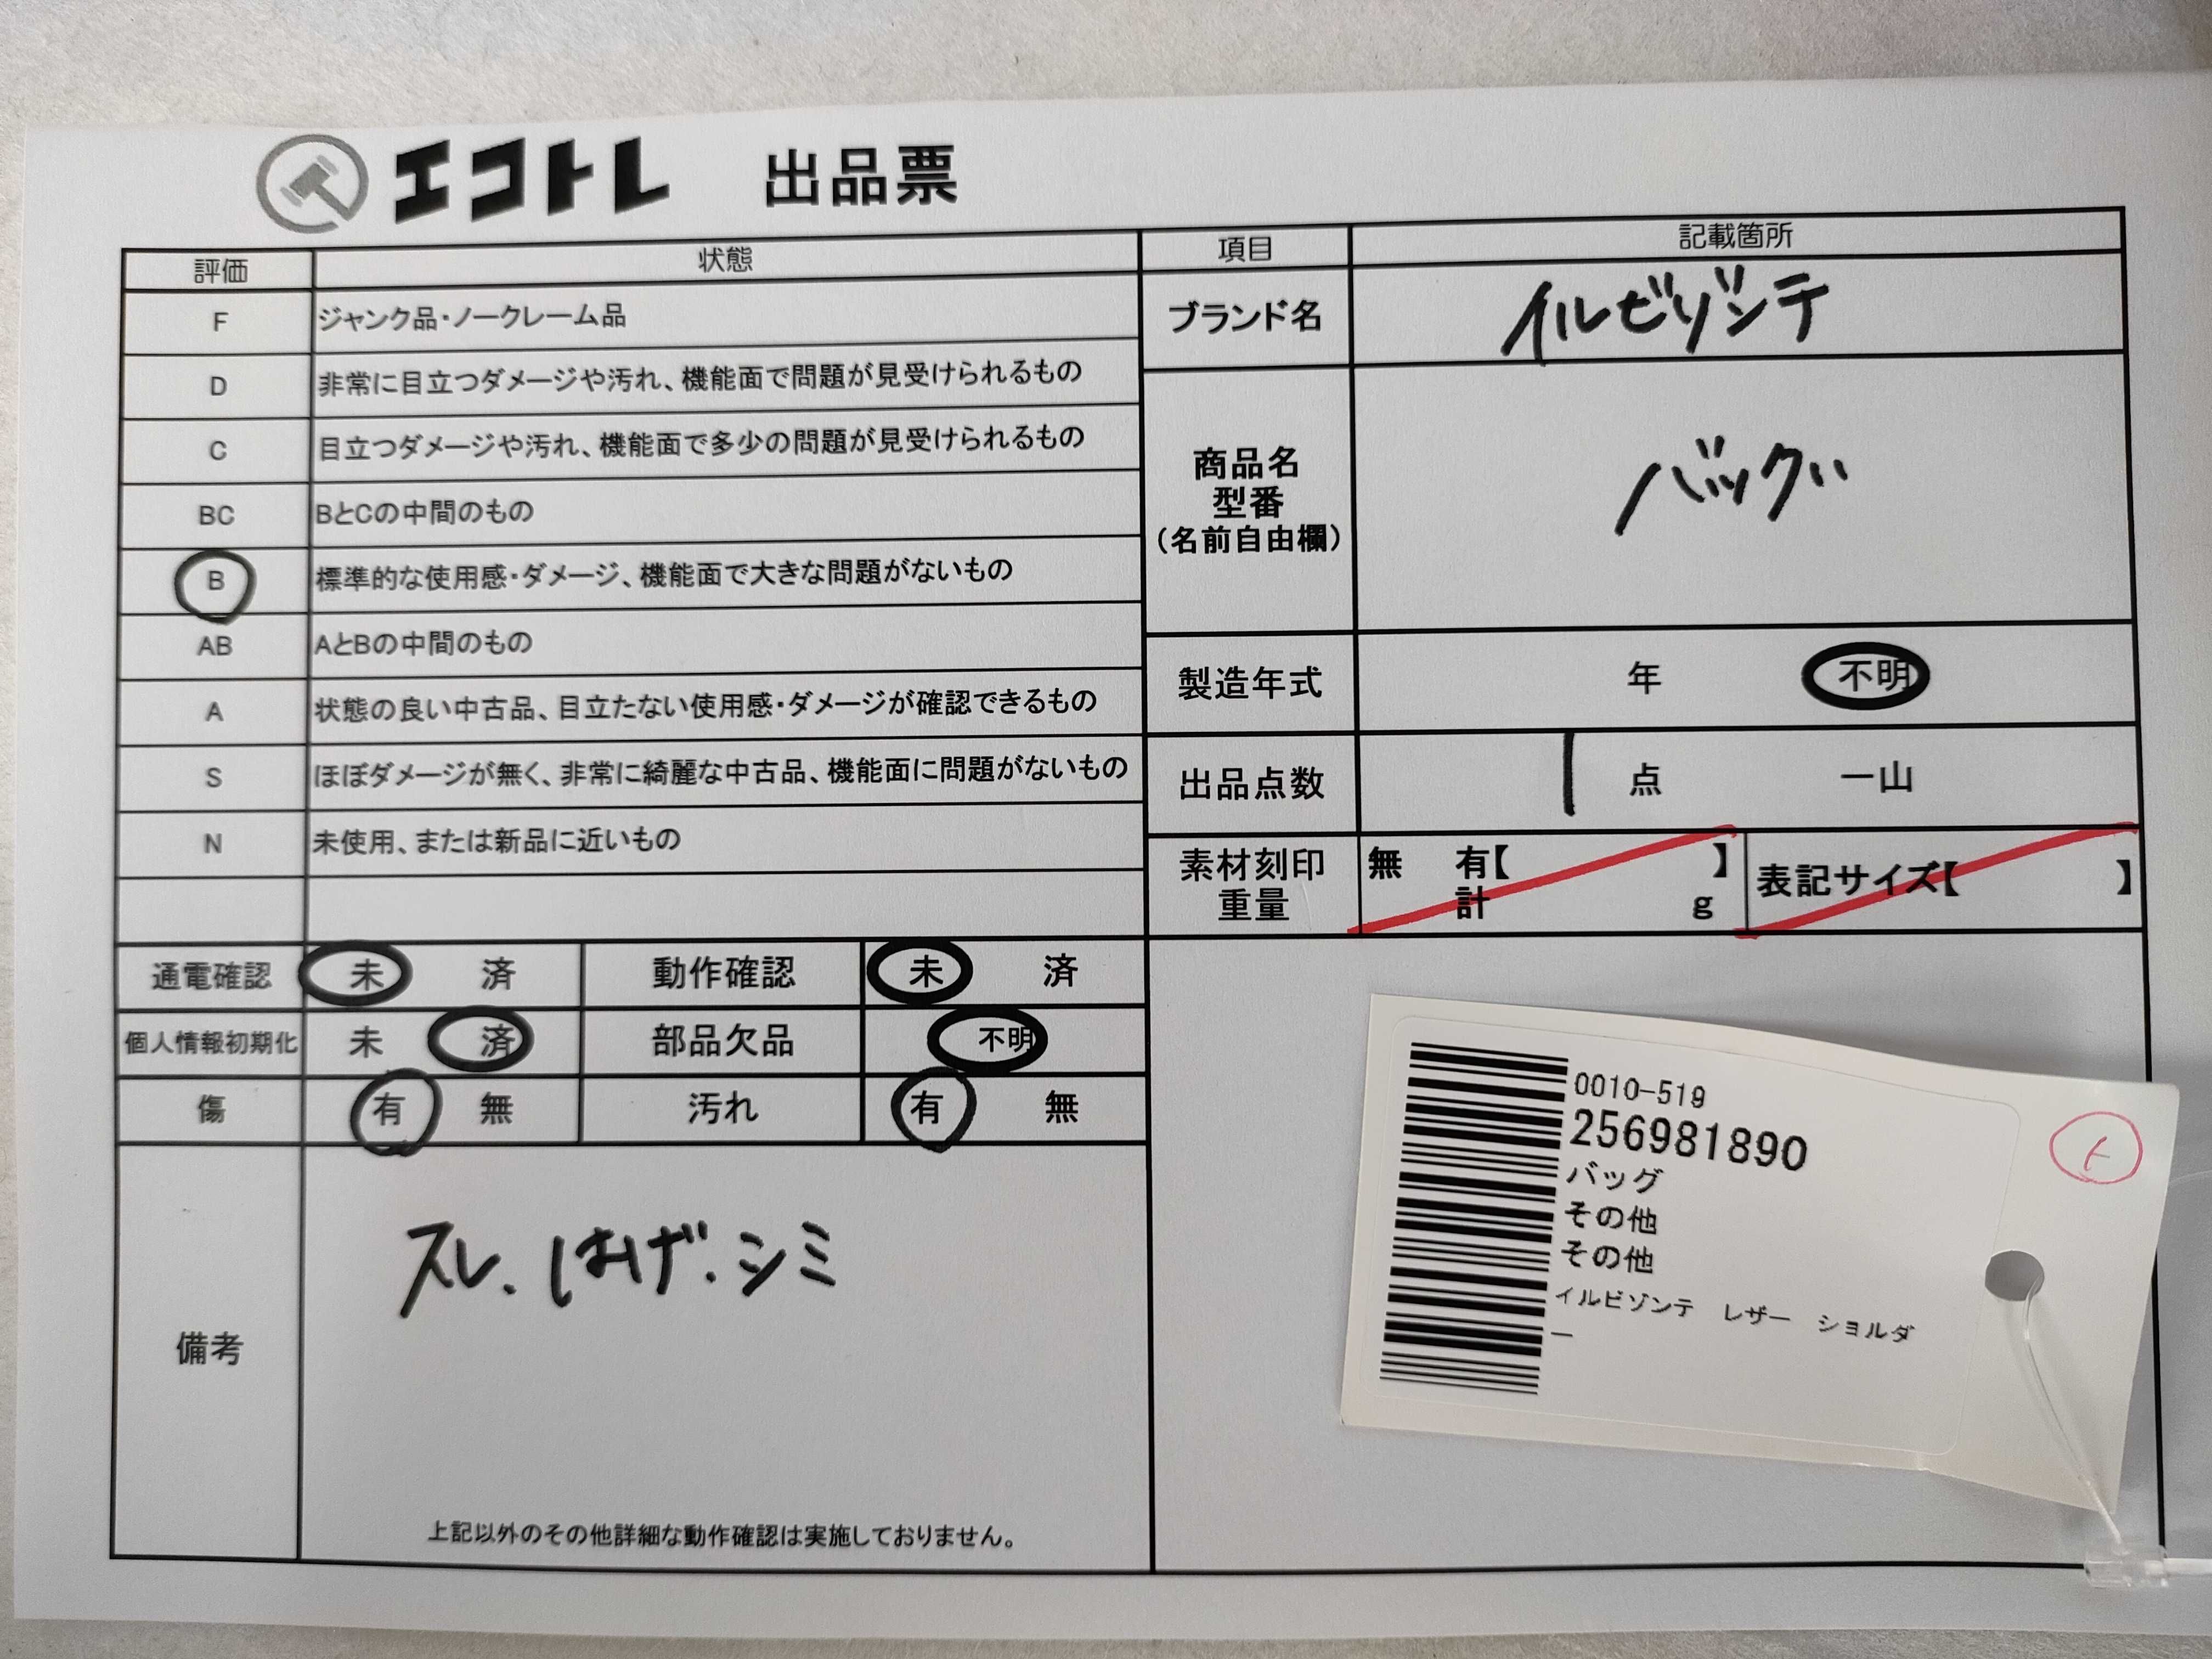 エコトレ 出品票
評価 状態
F ジャンク品・ノークレーム品
D 非常に目立つダメージや汚れ、機能面で問題が見受けられるもの
C 目立つダメージや汚れ、機能面で多少の問題が見受けられるもの
BC BとCの中間のもの
B 標準的な使用感・ダメージ、機能面で大きな問題がないもの
AB AとBの中間のもの
A 状態の良い中古品、目立たない使用感・ダメージが確認できるもの
S ほぼダメージが無く、非常に綺麗な中古品、機能面に問題がないもの
N 未使用、または新品に近いもの
通電確認 未 済 動作確認 未 済
個人情報初期化 未 済 部品欠品 不明
傷 有 無 汚れ 有 無
備考
スレ、はげ、シミ
上記以外のその他詳細な動作確認は実施しておりません。
項目 記載箇所
ブランド名 イルビゾンテ
商品名
型番
（名前自由欄）
バッグ
製造年式 年 不明
出品点数 1 点 一山
素材刻印 無 有【 】
重量 計 g
表記サイズ【 】
0010-519
256981890
バッグ
その他
その他
イルビゾンテ レザー ショルダ
ー